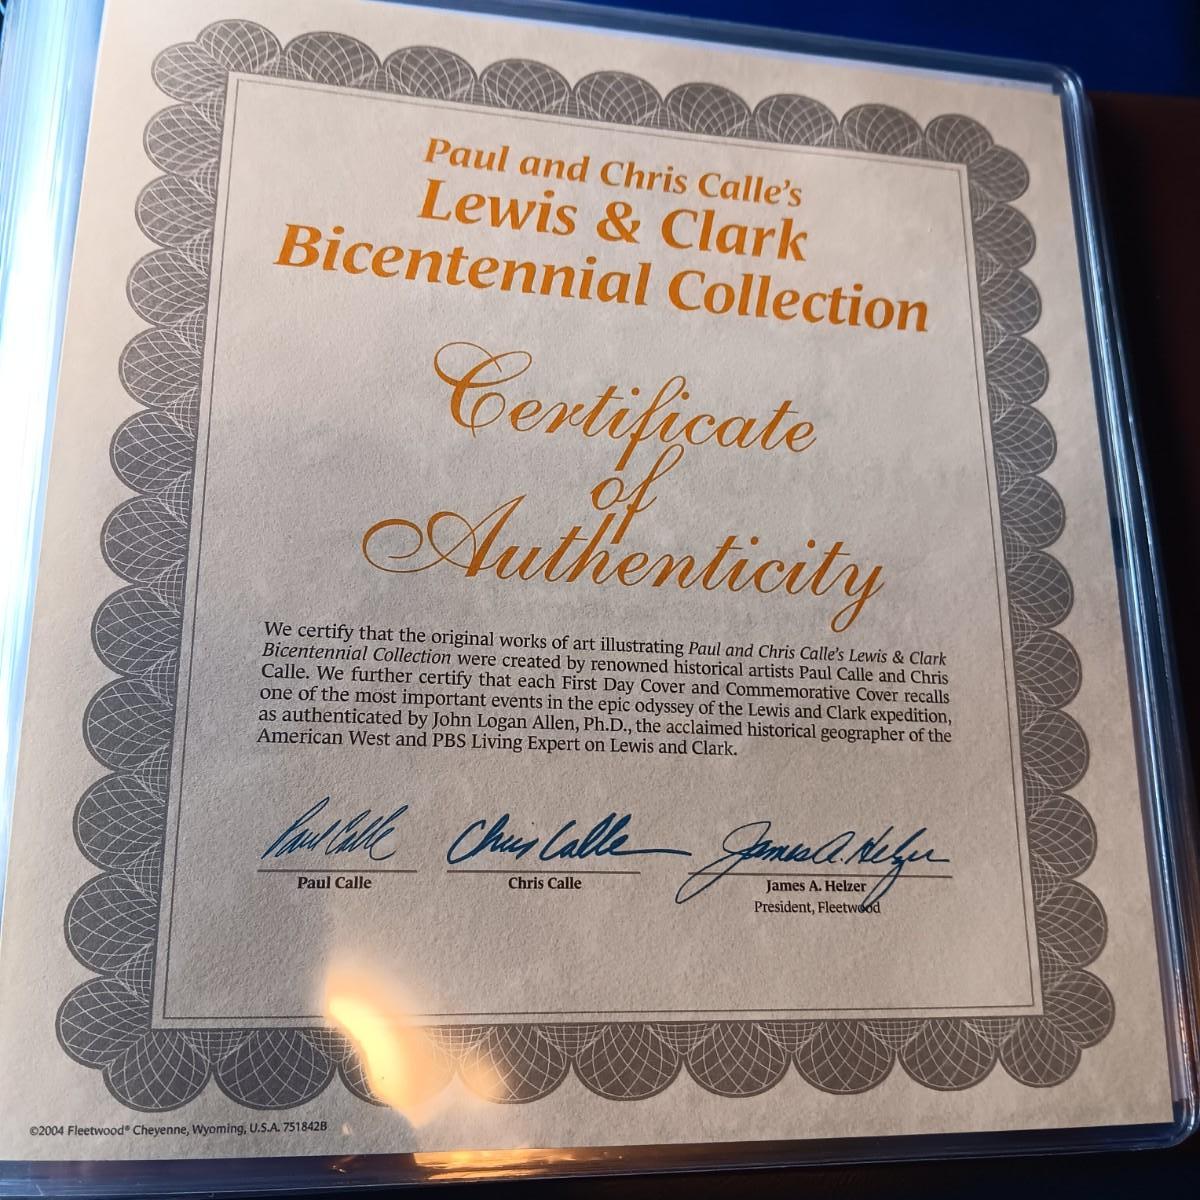 Paul and Chris Calle's
Lewis & Clark
Bicentennial Collection
Certificate
of
Authenticity
We certify that the original works of art illustrating Paul and Chris Calle's Lewis & Clark
Bicentennial Collection were created by renowned historical artists Paul Calle and Chris
Calle. We further certify that each First Day Cover and Commemorative Cover recalls
one of the most important events in the epic odyssey of the Lewis and Clark expedition,
as authenticated by John Logan Allen, Ph.D., the acclaimed historical geographer of the
American West and PBS Living Expert on Lewis and Clark.
Paul Calle Chris Calle James A. Helzer
Paul Calle Chris Calle James A. Helzer
President, Fleetwood
©2004 Fleetwood® Cheyenne, Wyoming, U.S.A. 751842B